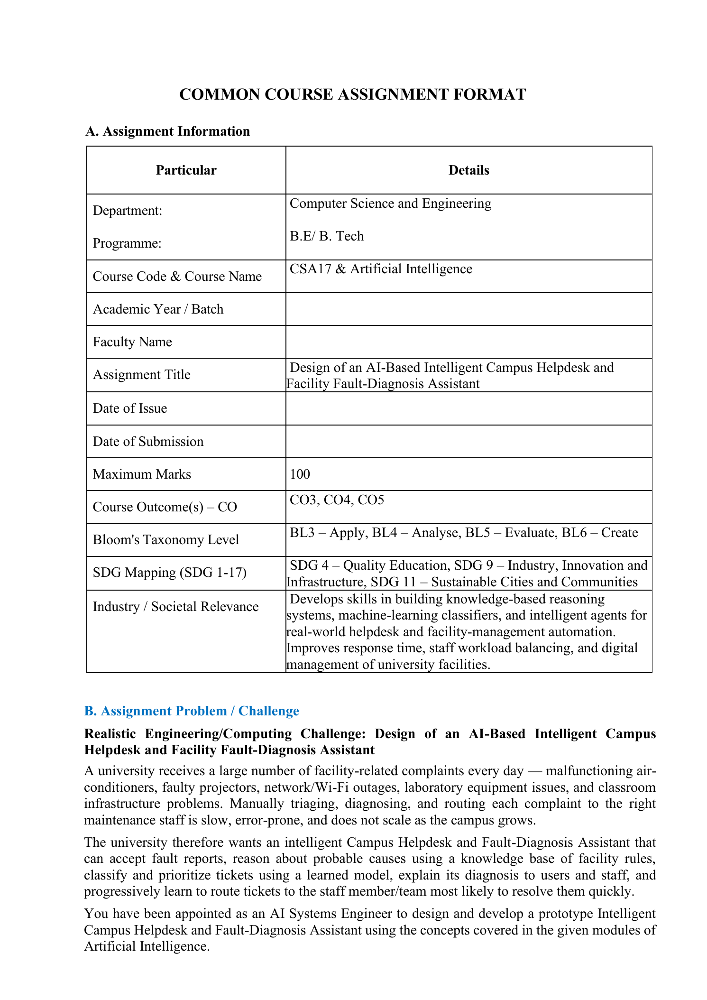 COMMON COURSE ASSIGNMENT FORMAT
A. Assignment Information
Particular
Details
Department:
Computer Science and Engineering
Programme:
B.E/ B. Tech
Course Code & Course Name
CSA17 & Artificial Intelligence
Academic Year / Batch
Faculty Name
Assignment Title
Design of an AI-Based Intelligent Campus Helpdesk and
Facility Fault-Diagnosis Assistant
Date of Issue
Date of Submission
Maximum Marks
100
Course Outcome(s) – CO
CO3, CO4, CO5
Bloom's Taxonomy Level
BL3 – Apply, BL4 – Analyse, BL5 – Evaluate, BL6 – Create
SDG Mapping (SDG 1-17)
SDG 4 – Quality Education, SDG 9 – Industry, Innovation and
Infrastructure, SDG 11 – Sustainable Cities and Communities
Industry / Societal Relevance
Develops skills in building knowledge-based reasoning
systems, machine-learning classifiers, and intelligent agents for
real-world helpdesk and facility-management automation.
Improves response time, staff workload balancing, and digital
management of university facilities.
B. Assignment Problem / Challenge
Realistic Engineering/Computing Challenge: Design of an AI-Based Intelligent Campus
Helpdesk and Facility Fault-Diagnosis Assistant
A university receives a large number of facility-related complaints every day — malfunctioning air-
conditioners, faulty projectors, network/Wi-Fi outages, laboratory equipment issues, and classroom
infrastructure problems. Manually triaging, diagnosing, and routing each complaint to the right
maintenance staff is slow, error-prone, and does not scale as the campus grows.
The university therefore wants an intelligent Campus Helpdesk and Fault-Diagnosis Assistant that
can accept fault reports, reason about probable causes using a knowledge base of facility rules,
classify and prioritize tickets using a learned model, explain its diagnosis to users and staff, and
progressively learn to route tickets to the staff member/team most likely to resolve them quickly.
You have been appointed as an AI Systems Engineer to design and develop a prototype Intelligent
Campus Helpdesk and Fault-Diagnosis Assistant using the concepts covered in the given modules of
Artificial Intelligence.